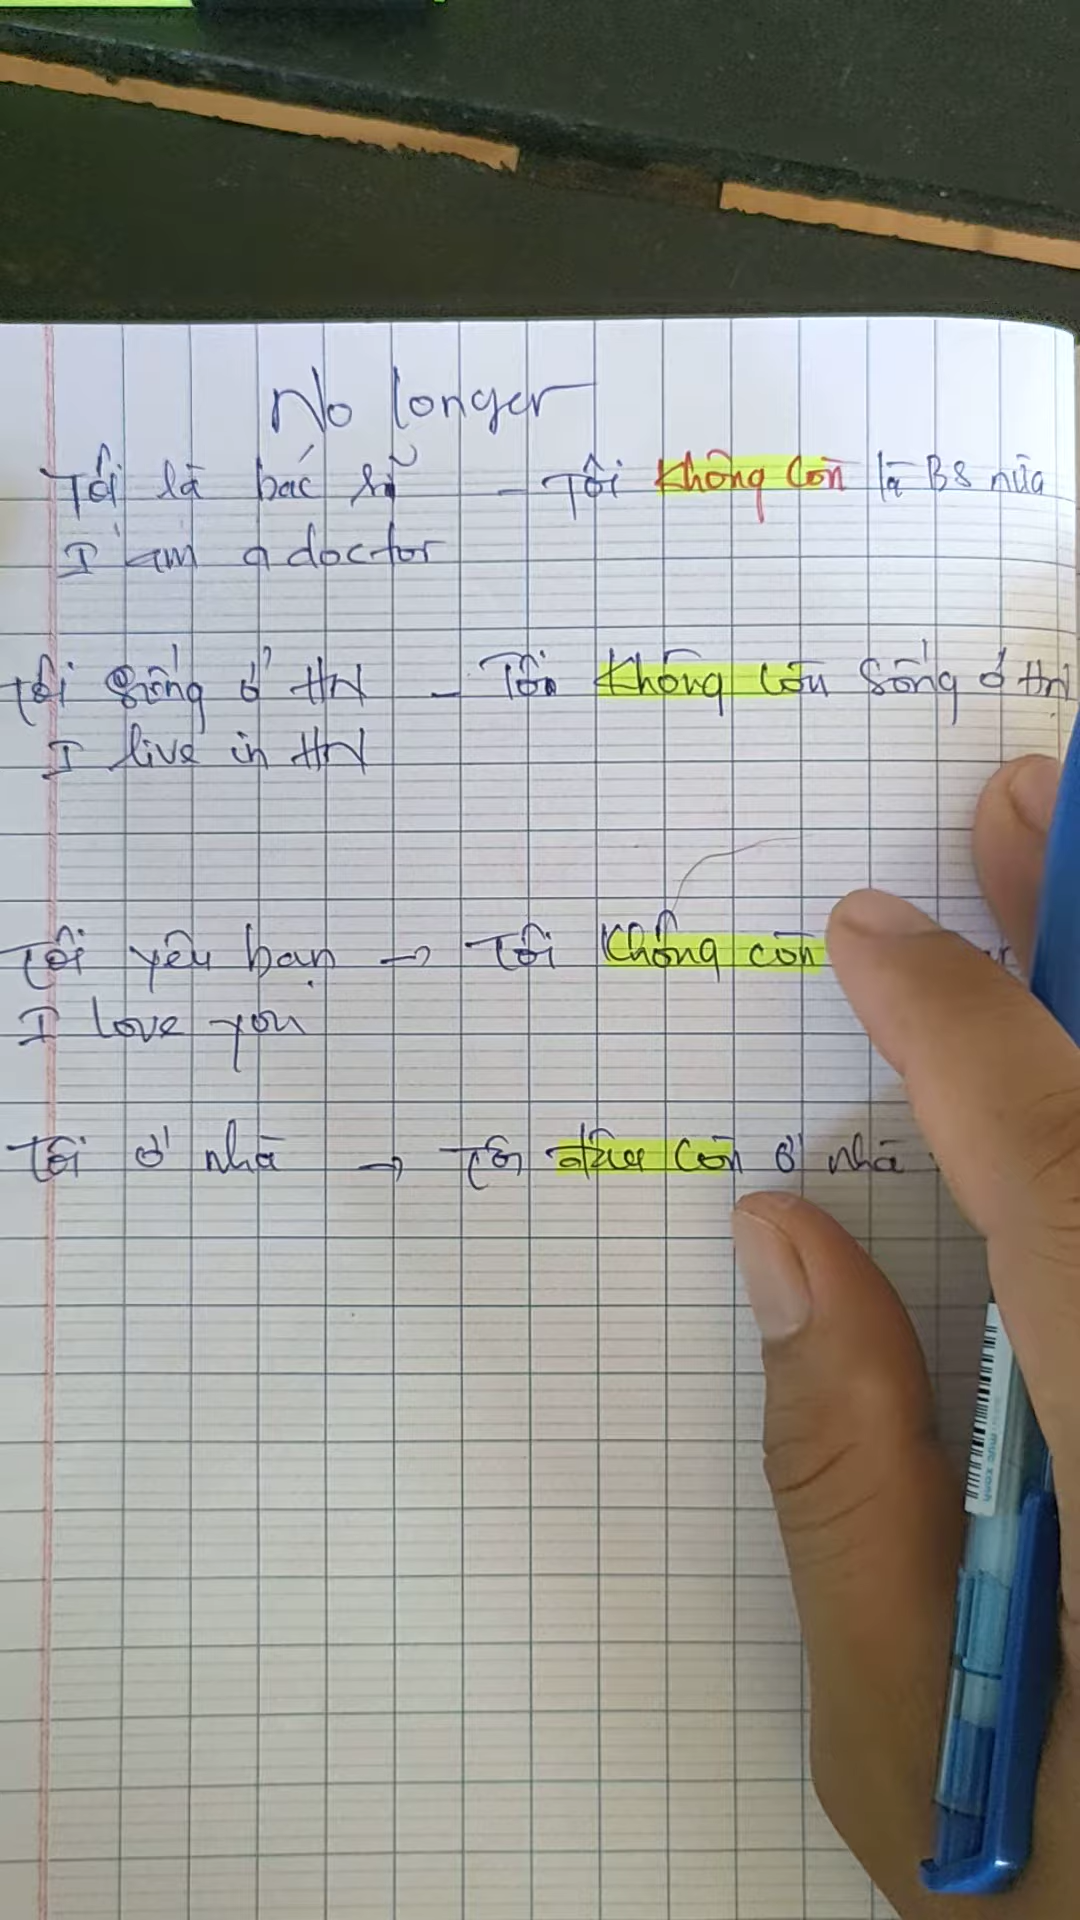 No longer
Tôi là bác sĩ - Tôi không còn là BS nữa
I am a doctor
Tôi sống ở HN - Tôi không còn sống ở HN
I live in HN
Tôi yêu bạn → Tôi không còn
I love you
Tôi ở nhà → Tôi đâu còn ở nhà